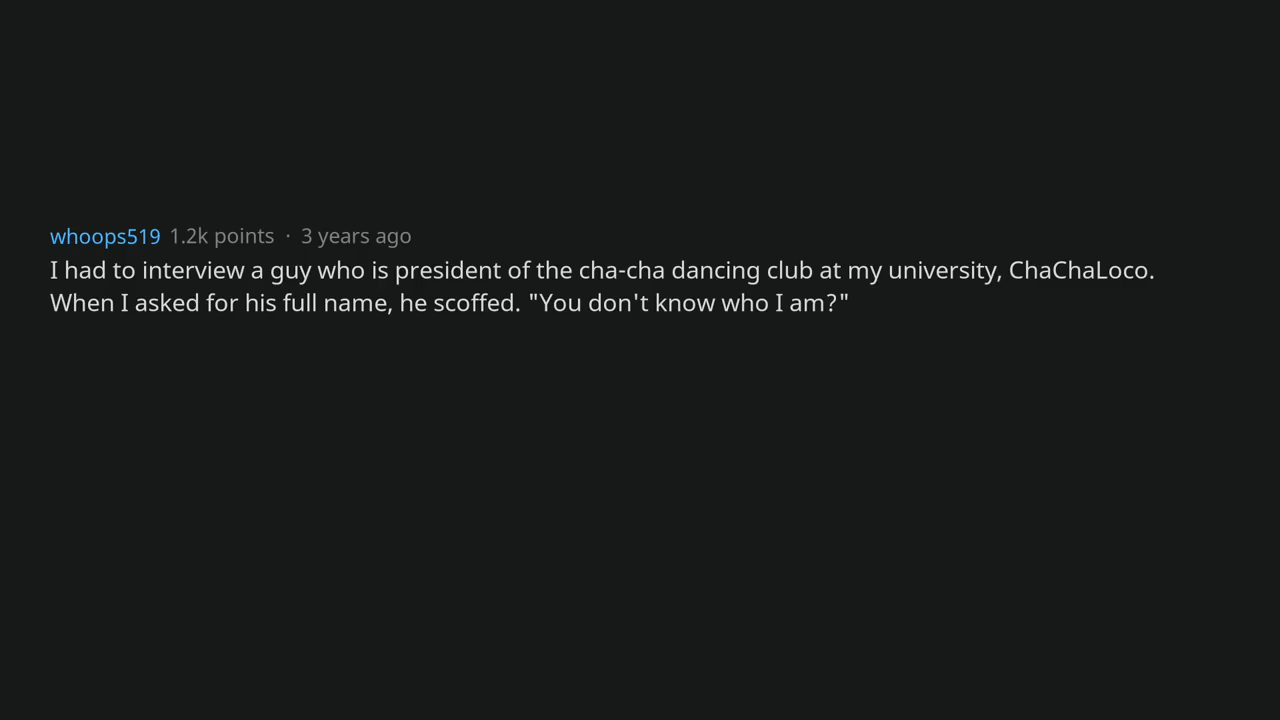 whoops519 1.2k points · 3 years ago
I had to interview a guy who is president of the cha-cha dancing club at my university, ChaChaLoco.
When I asked for his full name, he scoffed. "You don't know who I am?"